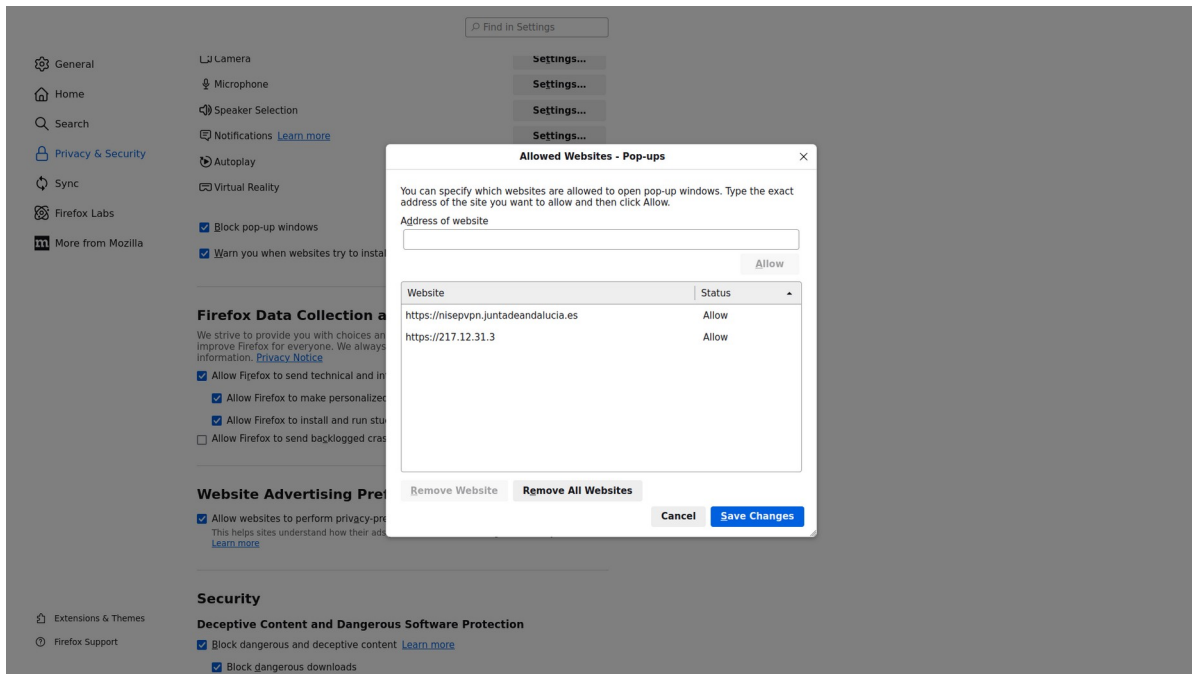 Find in Settings
General
Home
Search
Privacy & Security
Sync
Firefox Labs
More from Mozilla
Extensions & Themes
Firefox Support
Camera
Settings...
Microphone
Settings...
Speaker Selection
Settings...
Notifications Learn more
Settings...
Autoplay
Virtual Reality
Block pop-up windows
Warn you when websites try to instal
Firefox Data Collection a
We strive to provide you with choices an
improve Firefox for everyone. We always
information. Privacy Notice
Allow Firefox to send technical and in
Allow Firefox to make personalized
Allow Firefox to install and run stu
Allow Firefox to send backlogged cras
Website Advertising Pref
Allow websites to perform privacy-pre
This helps sites understand how their ads
Learn more
Security
Deceptive Content and Dangerous Software Protection
Block dangerous and deceptive content Learn more
Block dangerous downloads
Allowed Websites - Pop-ups
You can specify which websites are allowed to open pop-up windows. Type the exact
address of the site you want to allow and then click Allow.
Address of website
Allow
Website Status
https://nisepvpn.juntadeandalucia.es Allow
https://217.12.31.3 Allow
Remove Website Remove All Websites
Cancel Save Changes